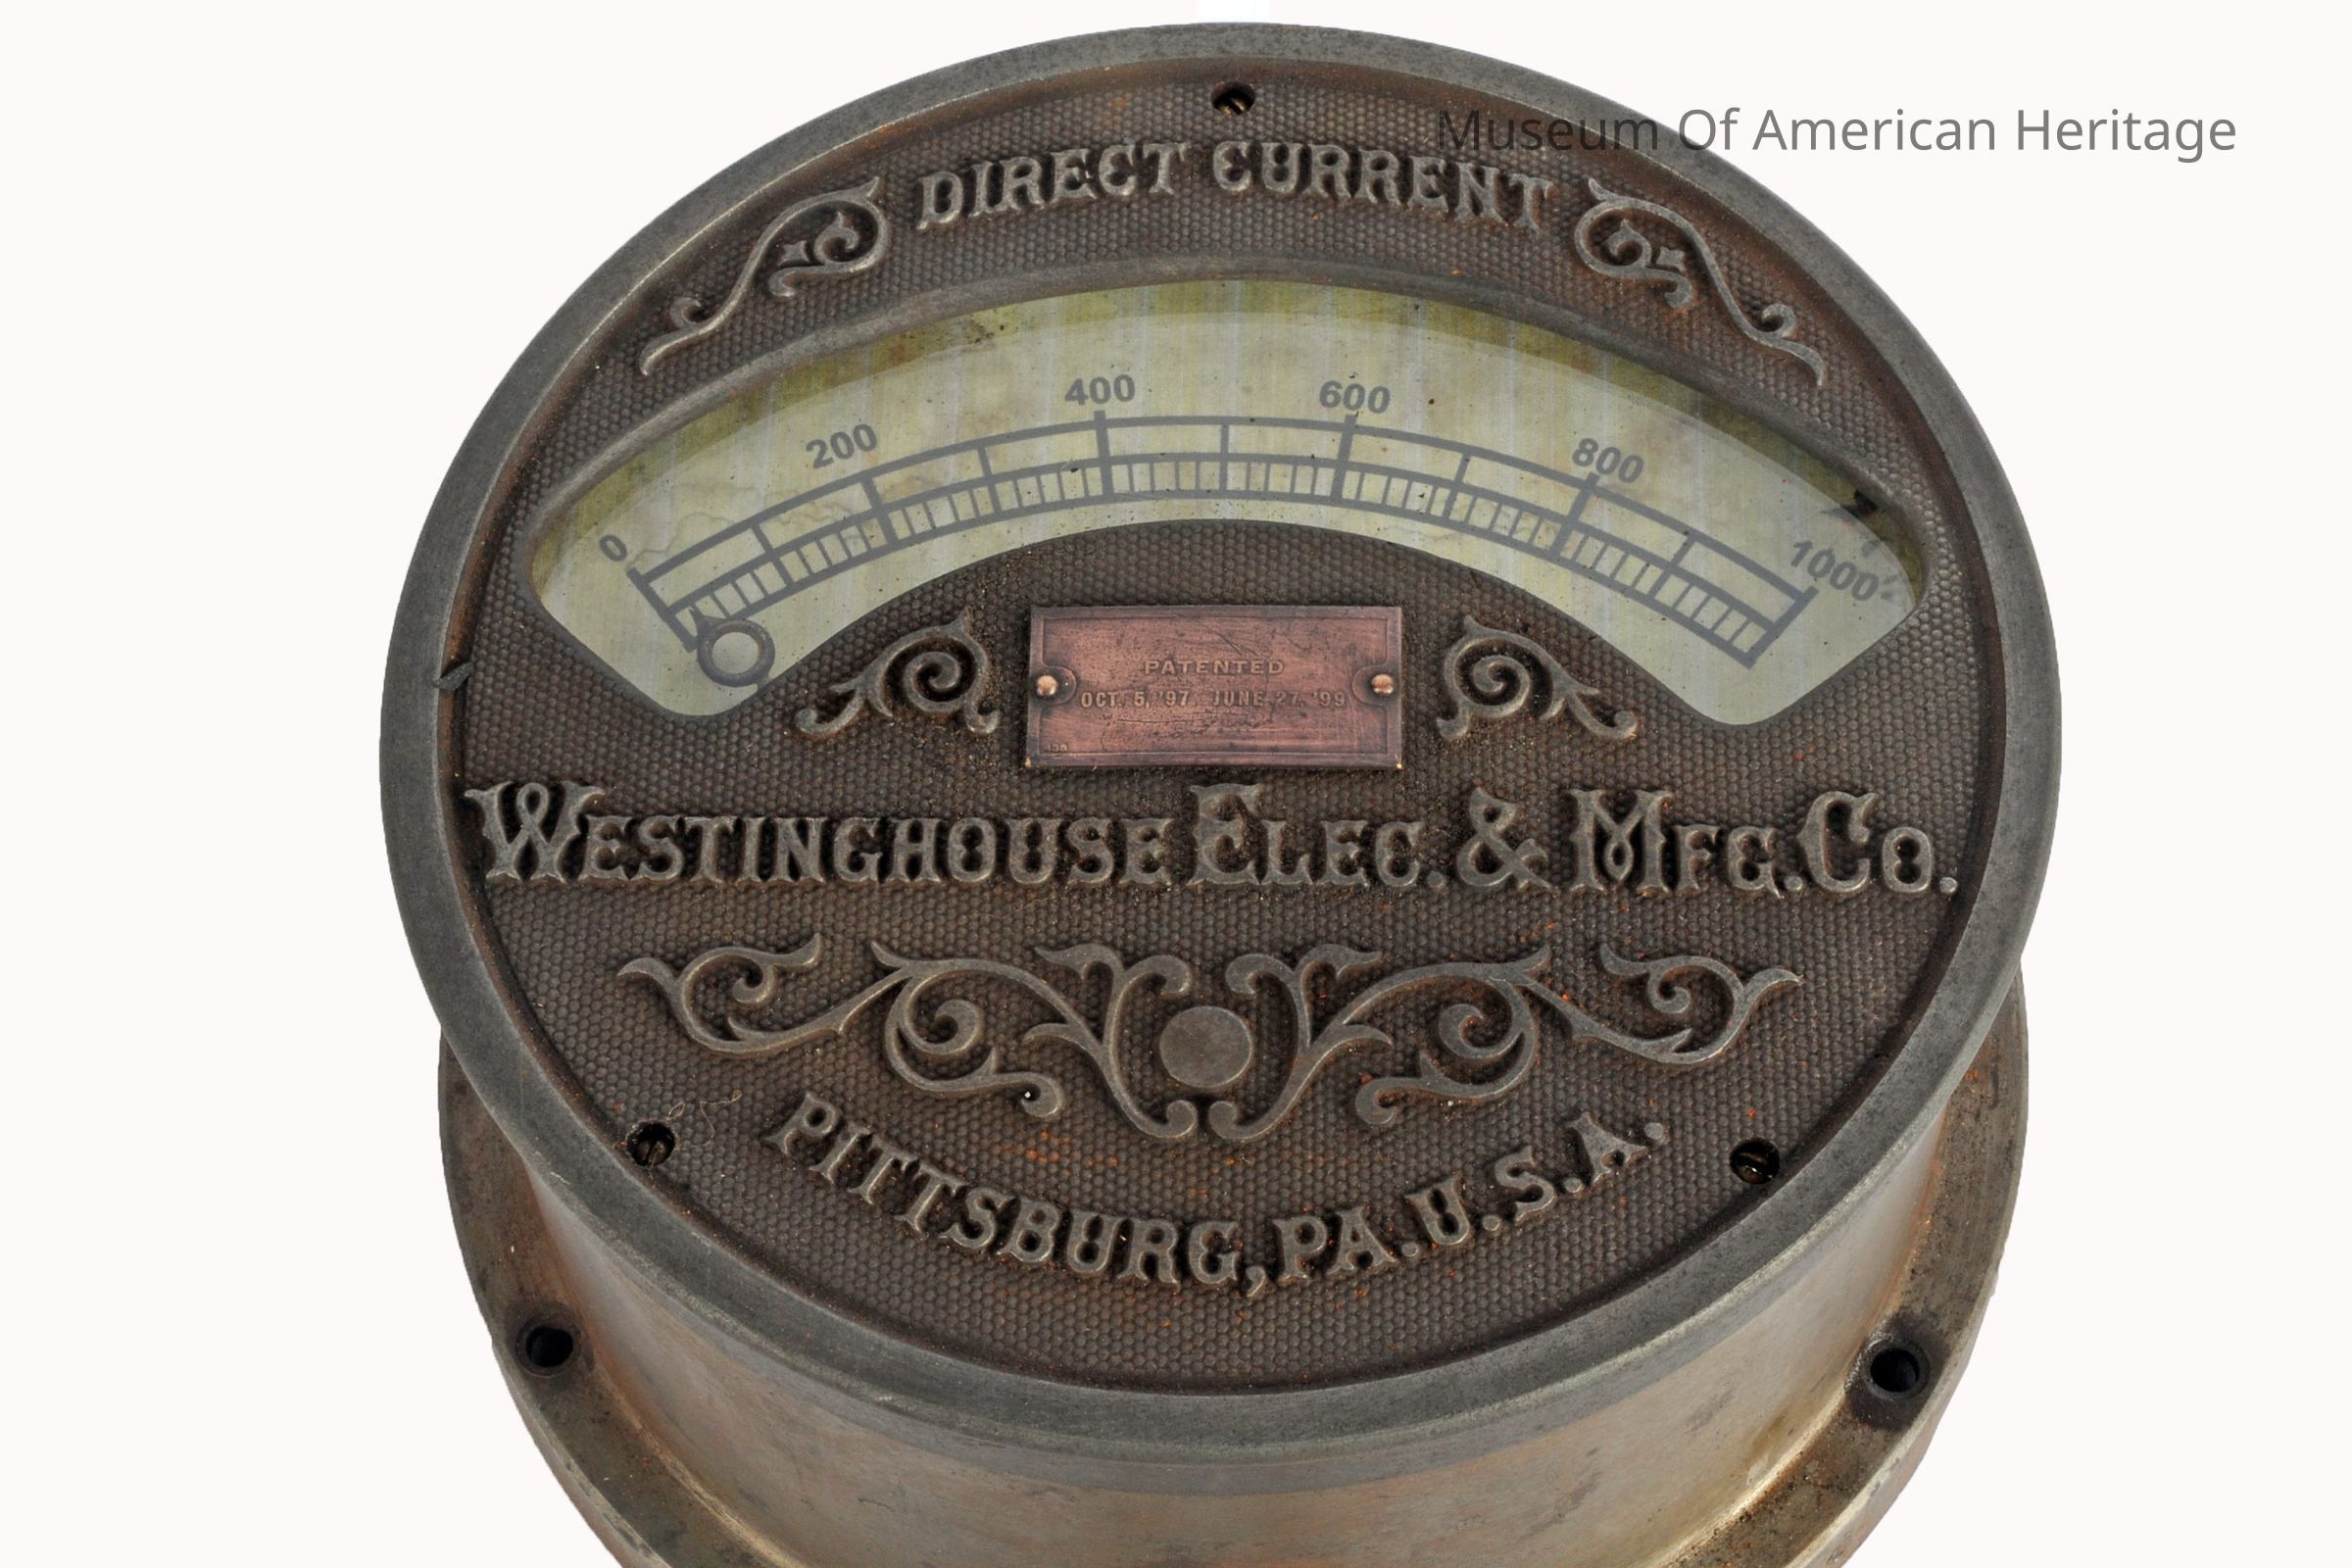 Museum Of American Heritage
DIRECT CURRENT
0 200 400 600 800 1000
PATENTED
OCT. 5, '97. JUNE 27, '99
WESTINGHOUSE ELEC. & MFG. CO.
PITTSBURG, PA. U.S.A.